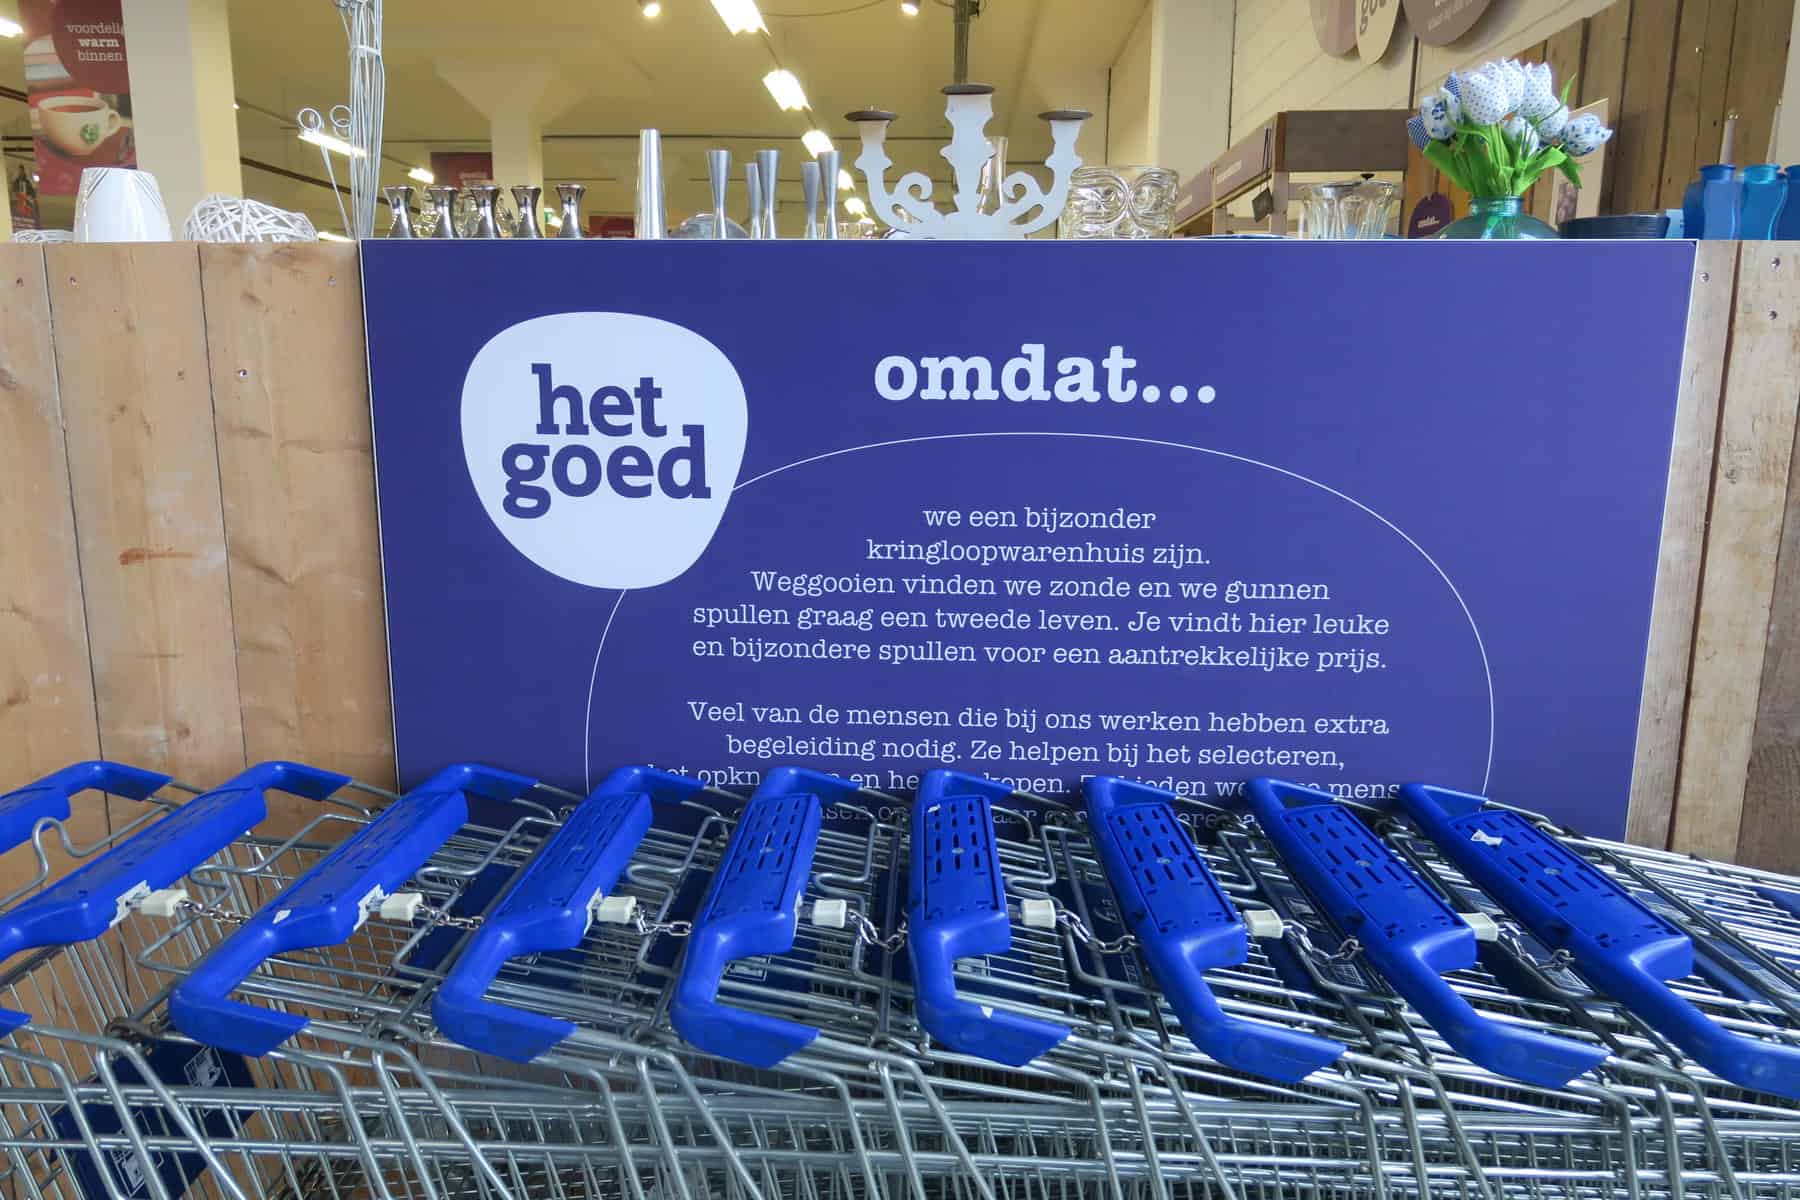 voordelig
warm
binnen
het
goed
omdat...
we een bijzonder
kringloopwarenhuis zijn.
Weggooien vinden we zonde en we gunnen
spullen graag een tweede leven. Je vindt hier leuke
en bijzondere spullen voor een aantrekkelijke prijs.
Veel van de mensen die bij ons werken hebben extra
begeleiding nodig. Ze helpen bij het selecteren,
het en